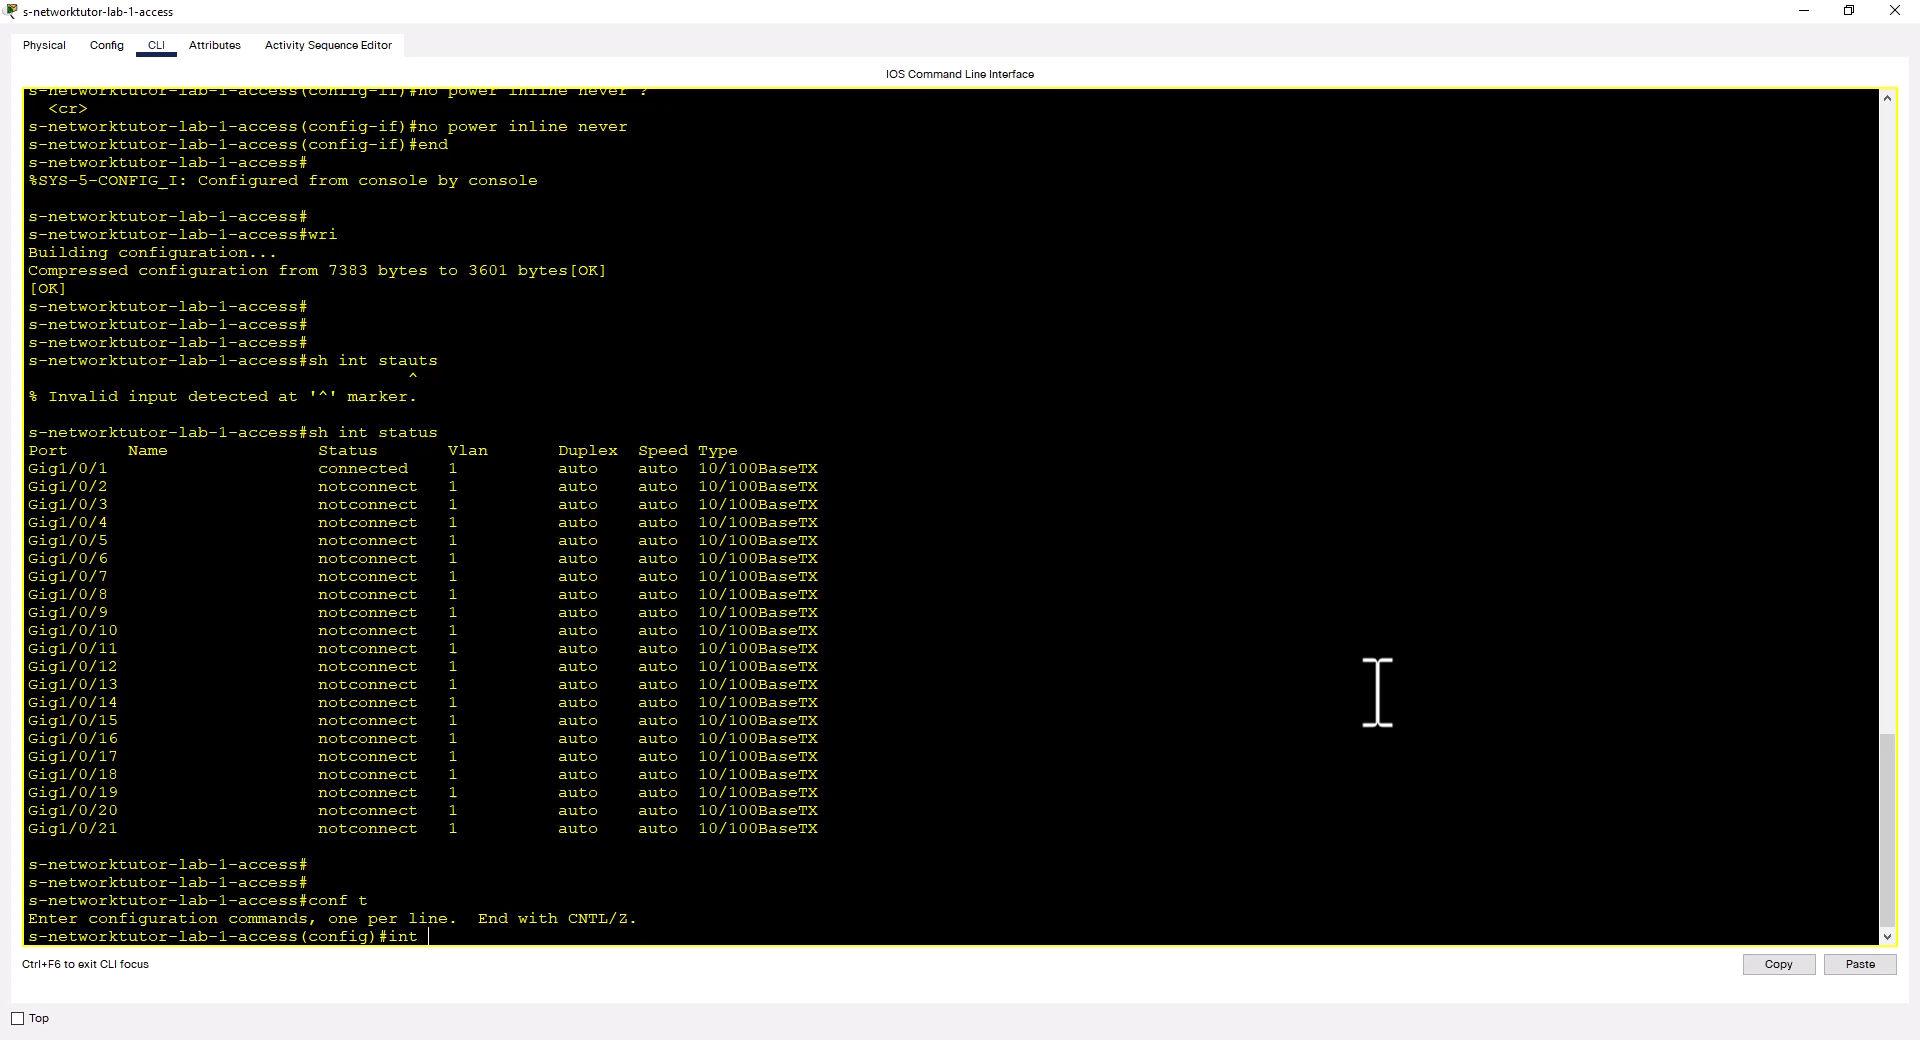 s-networktutor-lab-1-access
Physical Config CLI Attributes Activity Sequence Editor
IOS Command Line Interface
s-networktutor-lab-1-access(config-if)#no power inline never ?
<cr>
s-networktutor-lab-1-access(config-if)#no power inline never
s-networktutor-lab-1-access(config-if)#end
s-networktutor-lab-1-access#
%SYS-5-CONFIG_I: Configured from console by console
s-networktutor-lab-1-access#
s-networktutor-lab-1-access#wri
Building configuration...
Compressed configuration from 7383 bytes to 3601 bytes[OK]
[OK]
s-networktutor-lab-1-access#
s-networktutor-lab-1-access#
s-networktutor-lab-1-access#
s-networktutor-lab-1-access#sh int stauts
^
% Invalid input detected at '^' marker.
s-networktutor-lab-1-access#sh int status
Port Name Status Vlan Duplex Speed Type
Gig1/0/1 connected 1 auto auto 10/100BaseTX
Gig1/0/2 notconnect 1 auto auto 10/100BaseTX
Gig1/0/3 notconnect 1 auto auto 10/100BaseTX
Gig1/0/4 notconnect 1 auto auto 10/100BaseTX
Gig1/0/5 notconnect 1 auto auto 10/100BaseTX
Gig1/0/6 notconnect 1 auto auto 10/100BaseTX
Gig1/0/7 notconnect 1 auto auto 10/100BaseTX
Gig1/0/8 notconnect 1 auto auto 10/100BaseTX
Gig1/0/9 notconnect 1 auto auto 10/100BaseTX
Gig1/0/10 notconnect 1 auto auto 10/100BaseTX
Gig1/0/11 notconnect 1 auto auto 10/100BaseTX
Gig1/0/12 notconnect 1 auto auto 10/100BaseTX
Gig1/0/13 notconnect 1 auto auto 10/100BaseTX
Gig1/0/14 notconnect 1 auto auto 10/100BaseTX
Gig1/0/15 notconnect 1 auto auto 10/100BaseTX
Gig1/0/16 notconnect 1 auto auto 10/100BaseTX
Gig1/0/17 notconnect 1 auto auto 10/100BaseTX
Gig1/0/18 notconnect 1 auto auto 10/100BaseTX
Gig1/0/19 notconnect 1 auto auto 10/100BaseTX
Gig1/0/20 notconnect 1 auto auto 10/100BaseTX
Gig1/0/21 notconnect 1 auto auto 10/100BaseTX
s-networktutor-lab-1-access#
s-networktutor-lab-1-access#
s-networktutor-lab-1-access#conf t
Enter configuration commands, one per line. End with CNTL/Z.
s-networktutor-lab-1-access(config)#int
Ctrl+F6 to exit CLI focus
Copy Paste
Top